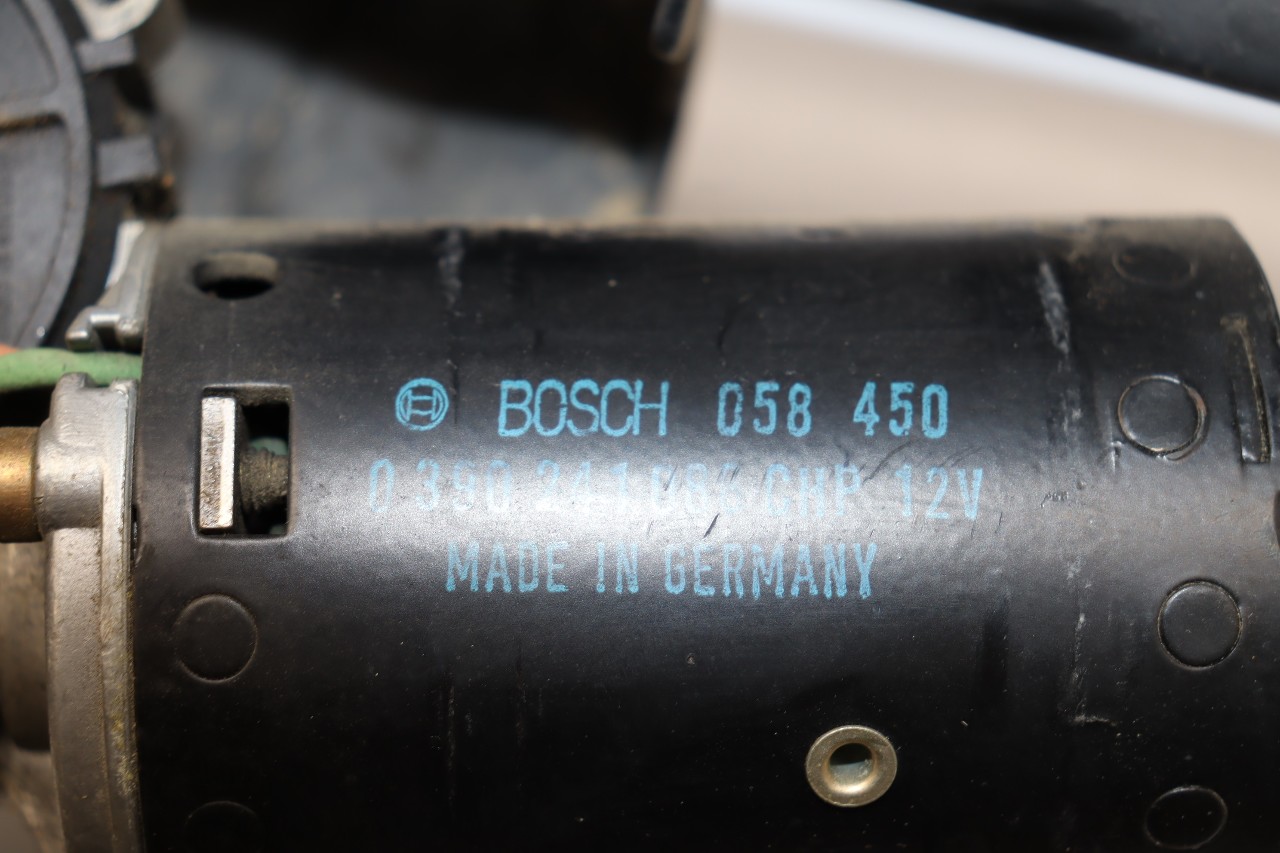 BOSCH 058 450
0 390 241 CHP 12V
MADE IN GERMANY